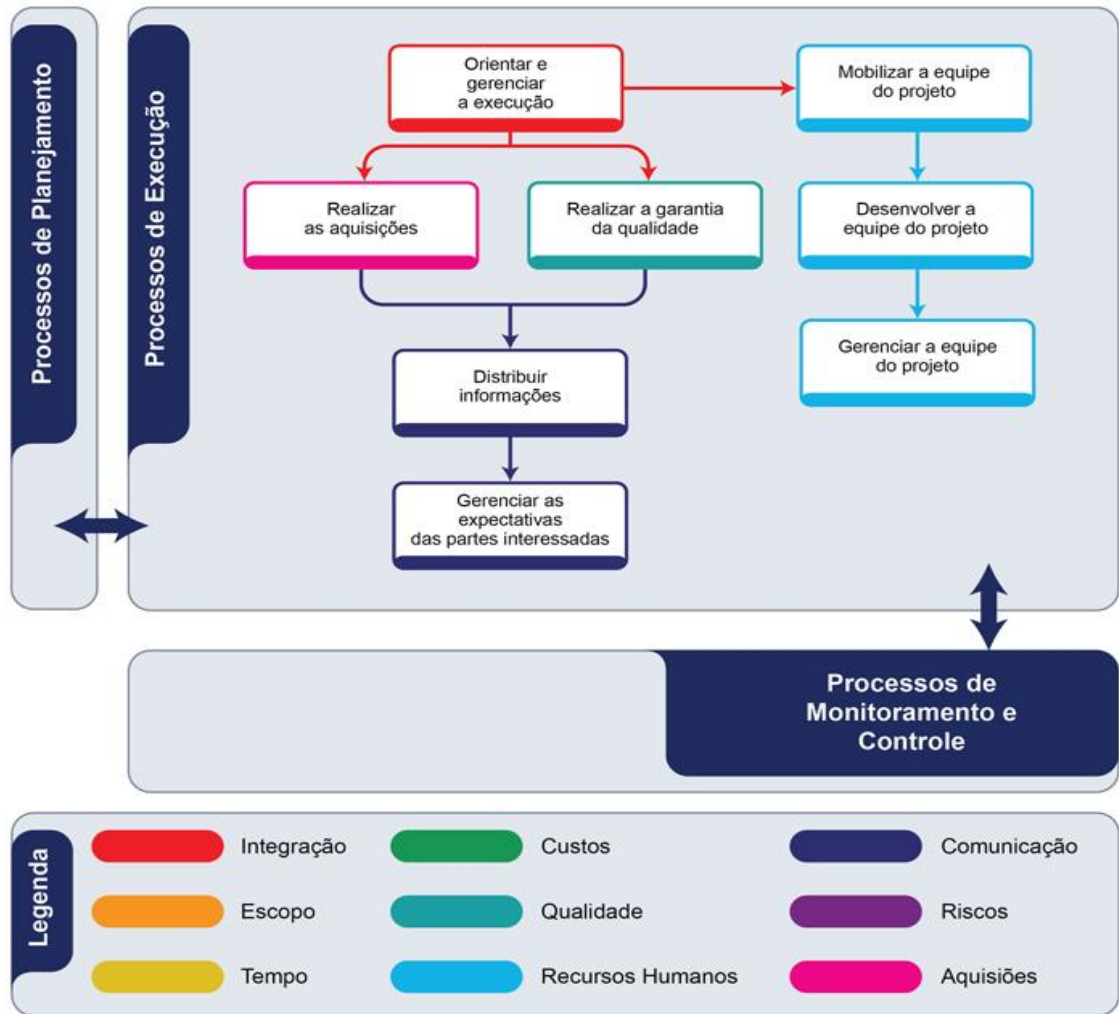 Processos de Planejamento
Processos de Execução
Orientar e
gerenciar
a execução
Mobilizar a equipe
do projeto
Realizar
as aquisições
Realizar a garantia
da qualidade
Desenvolver a
equipe do projeto
Distribuir
informações
Gerenciar a equipe
do projeto
Gerenciar as
expectativas
das partes interessadas
Processos de
Monitoramento e
Controle
Legenda
Integração
Custos
Comunicação
Escopo
Qualidade
Riscos
Tempo
Recursos Humanos
Aquisiões